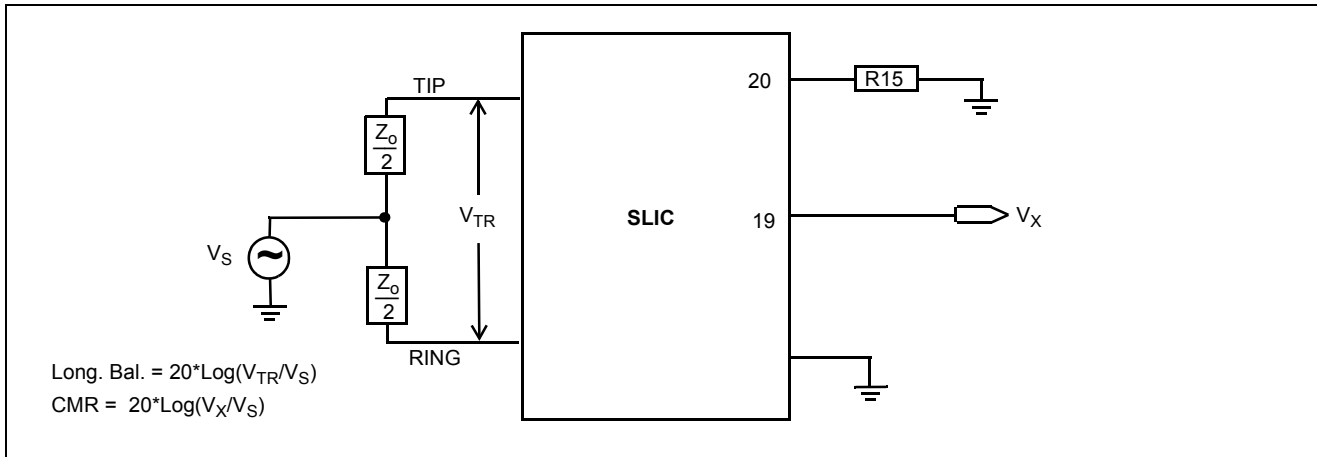 TIP
20
R15
Zo
2
VTR
SLIC
19
VX
VS
Zo
2
RING
Long. Bal. = 20*Log(VTR/VS)
CMR = 20*Log(VX/VS)